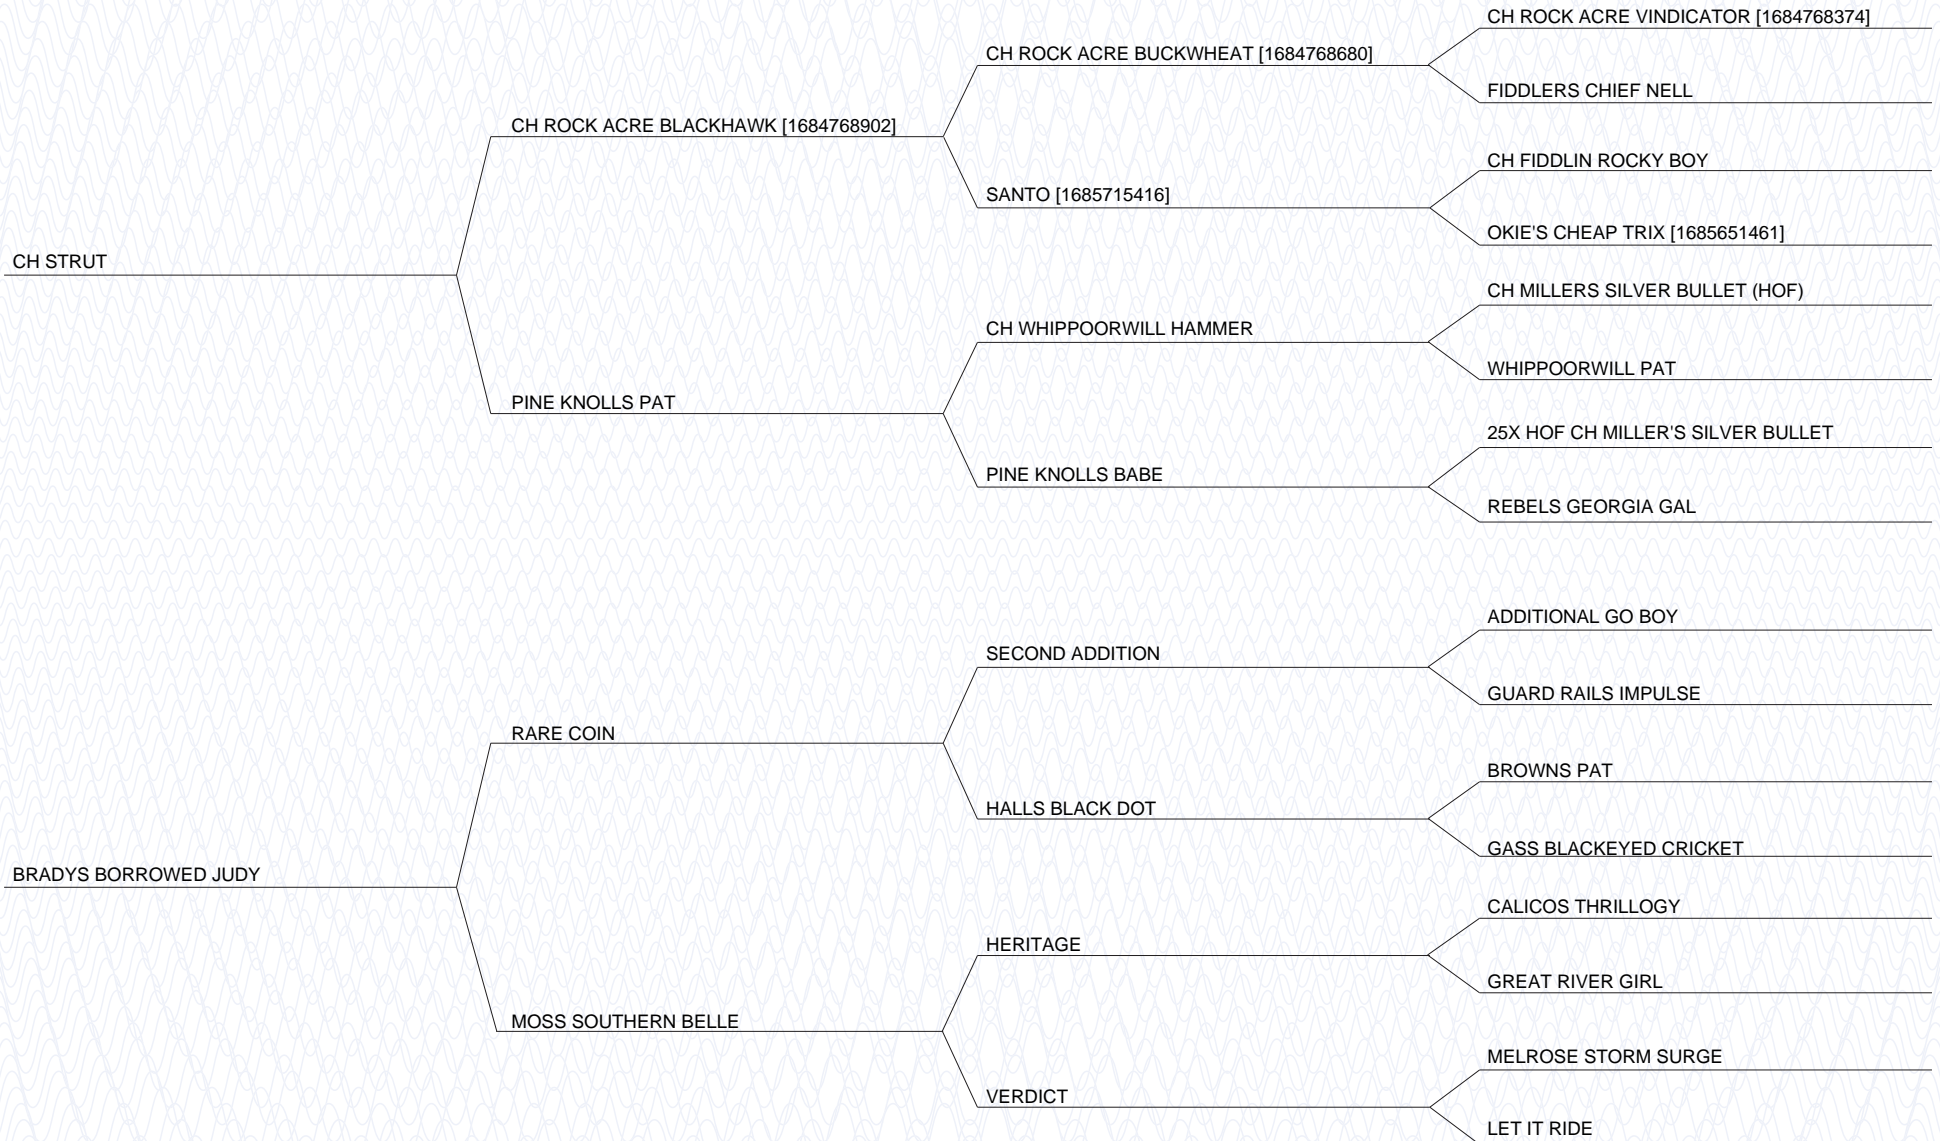 CH ROCK ACRE VINDICATOR [1684768374]
CH ROCK ACRE BUCKWHEAT [1684768680]
FIDDLERS CHIEF NELL
CH ROCK ACRE BLACKHAWK [1684768902]
CH FIDDLIN ROCKY BOY
SANTO [1685715416]
OKIE'S CHEAP TRIX [1685651461]
CH STRUT
CH MILLERS SILVER BULLET (HOF)
CH WHIPPOORWILL HAMMER
WHIPPOORWILL PAT
PINE KNOLLS PAT
25X HOF CH MILLER'S SILVER BULLET
PINE KNOLLS BABE
REBELS GEORGIA GAL
ADDITIONAL GO BOY
SECOND ADDITION
GUARD RAILS IMPULSE
RARE COIN
BROWNS PAT
HALLS BLACK DOT
GASS BLACKEYED CRICKET
BRADYS BORROWED JUDY
CALICOS THRILLOGY
HERITAGE
GREAT RIVER GIRL
MOSS SOUTHERN BELLE
MELROSE STORM SURGE
VERDICT
LET IT RIDE